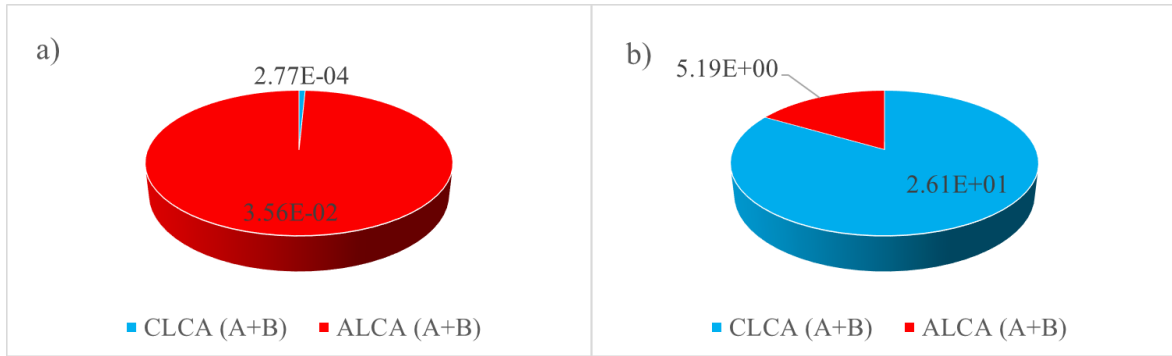 a)
2.77E-04
3.56E-02
CLCA (A+B) ALCA (A+B)
b)
5.19E+00
2.61E+01
CLCA (A+B) ALCA (A+B)